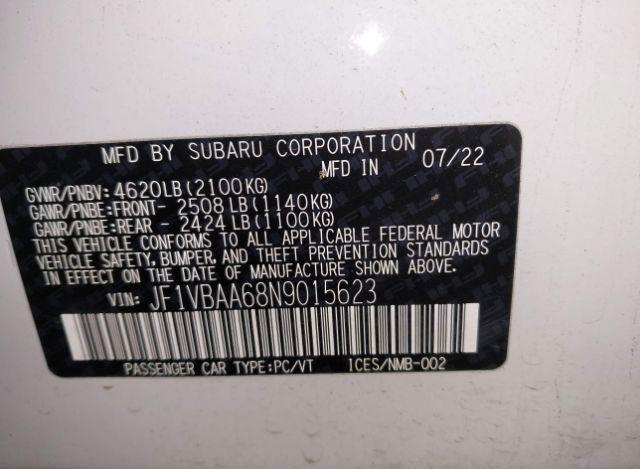 MFD BY SUBARU CORPORATION
MFD IN 07/22
GVWR/PNBV: 4620LB(2100KG)
GAWR/PNBE:FRONT- 2508 LB(1140KG)
GAWR/PNBE:REAR - 2424 LB(1100KG)
THIS VEHICLE CONFORMS TO ALL APPLICABLE FEDERAL MOTOR
VEHICLE SAFETY, BUMPER, AND THEFT PREVENTION STANDARDS
IN EFFECT ON THE DATE OF MANUFACTURE SHOWN ABOVE.
VIN: JF1VBAA68N9015623
PASSENGER CAR TYPE:PC/VT ICES/NMB-002